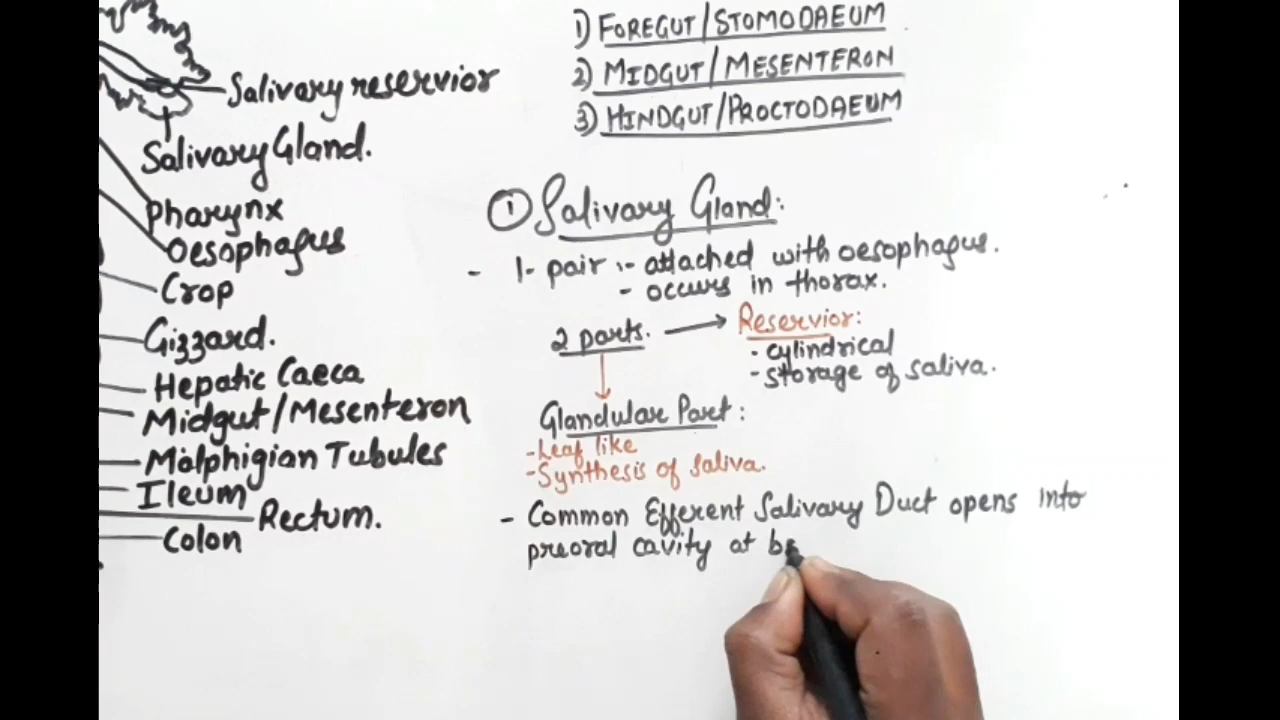 Salivary reservior
Salivary Gland.
Pharynx
Oesophagus
Crop
Gizzard.
Hepatic Caeca
Midgut/Mesenteron
Malphigian Tubules
Ileum
Rectum.
Colon
1) FOREGUT/STOMODAEUM
2) MIDGUT/MESENTERON
3) HINDGUT/PROCTODAEUM
① Salivary Gland:
- 1- pair :- attached with oesophagus.
- occurs in thorax.
2 parts. → Reservior:
· cylindrical
- storage of saliva.
Glandular Part:
- Leaf like
- Synthesis of saliva.
- Common Efferent Salivary Duct opens into
preoral cavity at